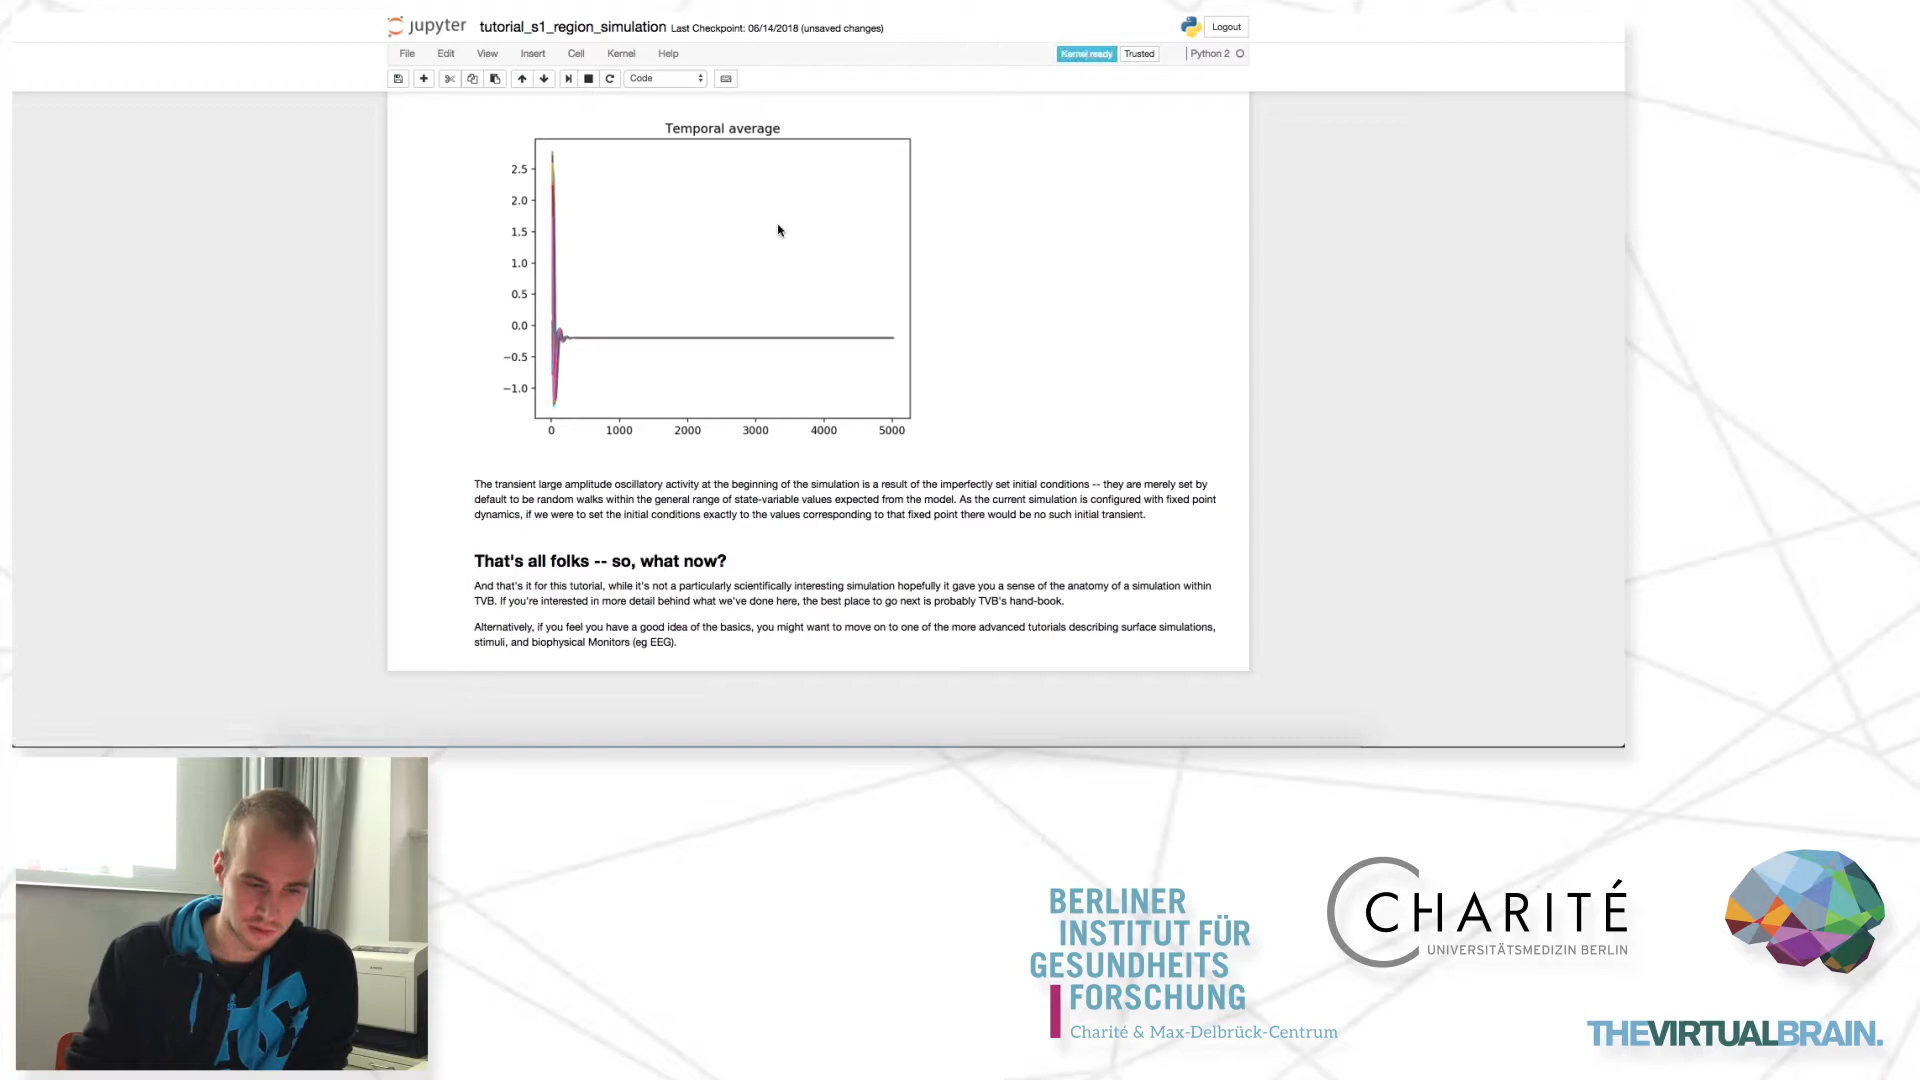 jupyter tutorial_s1_region_simulation Last Checkpoint: 06/14/2018 (unsaved changes) Logout
File Edit View Insert Cell Kernel Help Kernel ready Trusted Python 2
Code
Temporal average
2.5
2.0
1.5
1.0
0.5
0.0
−0.5
−1.0
0 1000 2000 3000 4000 5000
The transient large amplitude oscillatory activity at the beginning of the simulation is a result of the imperfectly set initial conditions -- they are merely set by
default to be random walks within the general range of state-variable values expected from the model. As the current simulation is configured with fixed point
dynamics, if we were to set the initial conditions exactly to the values corresponding to that fixed point there would be no such initial transient.
That's all folks -- so, what now?
And that's it for this tutorial, while it's not a particularly scientifically interesting simulation hopefully it gave you a sense of the anatomy of a simulation within
TVB. If you're interested in more detail behind what we've done here, the best place to go next is probably TVB's hand-book.
Alternatively, if you feel you have a good idea of the basics, you might want to move on to one of the more advanced tutorials describing surface simulations,
stimuli, and biophysical Monitors (eg EEG).
BERLINER
INSTITUT FÜR
GESUNDHEITS
FORSCHUNG
Charité & Max-Delbrück-Centrum
CHARITÉ
UNIVERSITÄTSMEDIZIN BERLIN
THEVIRTUALBRAIN.